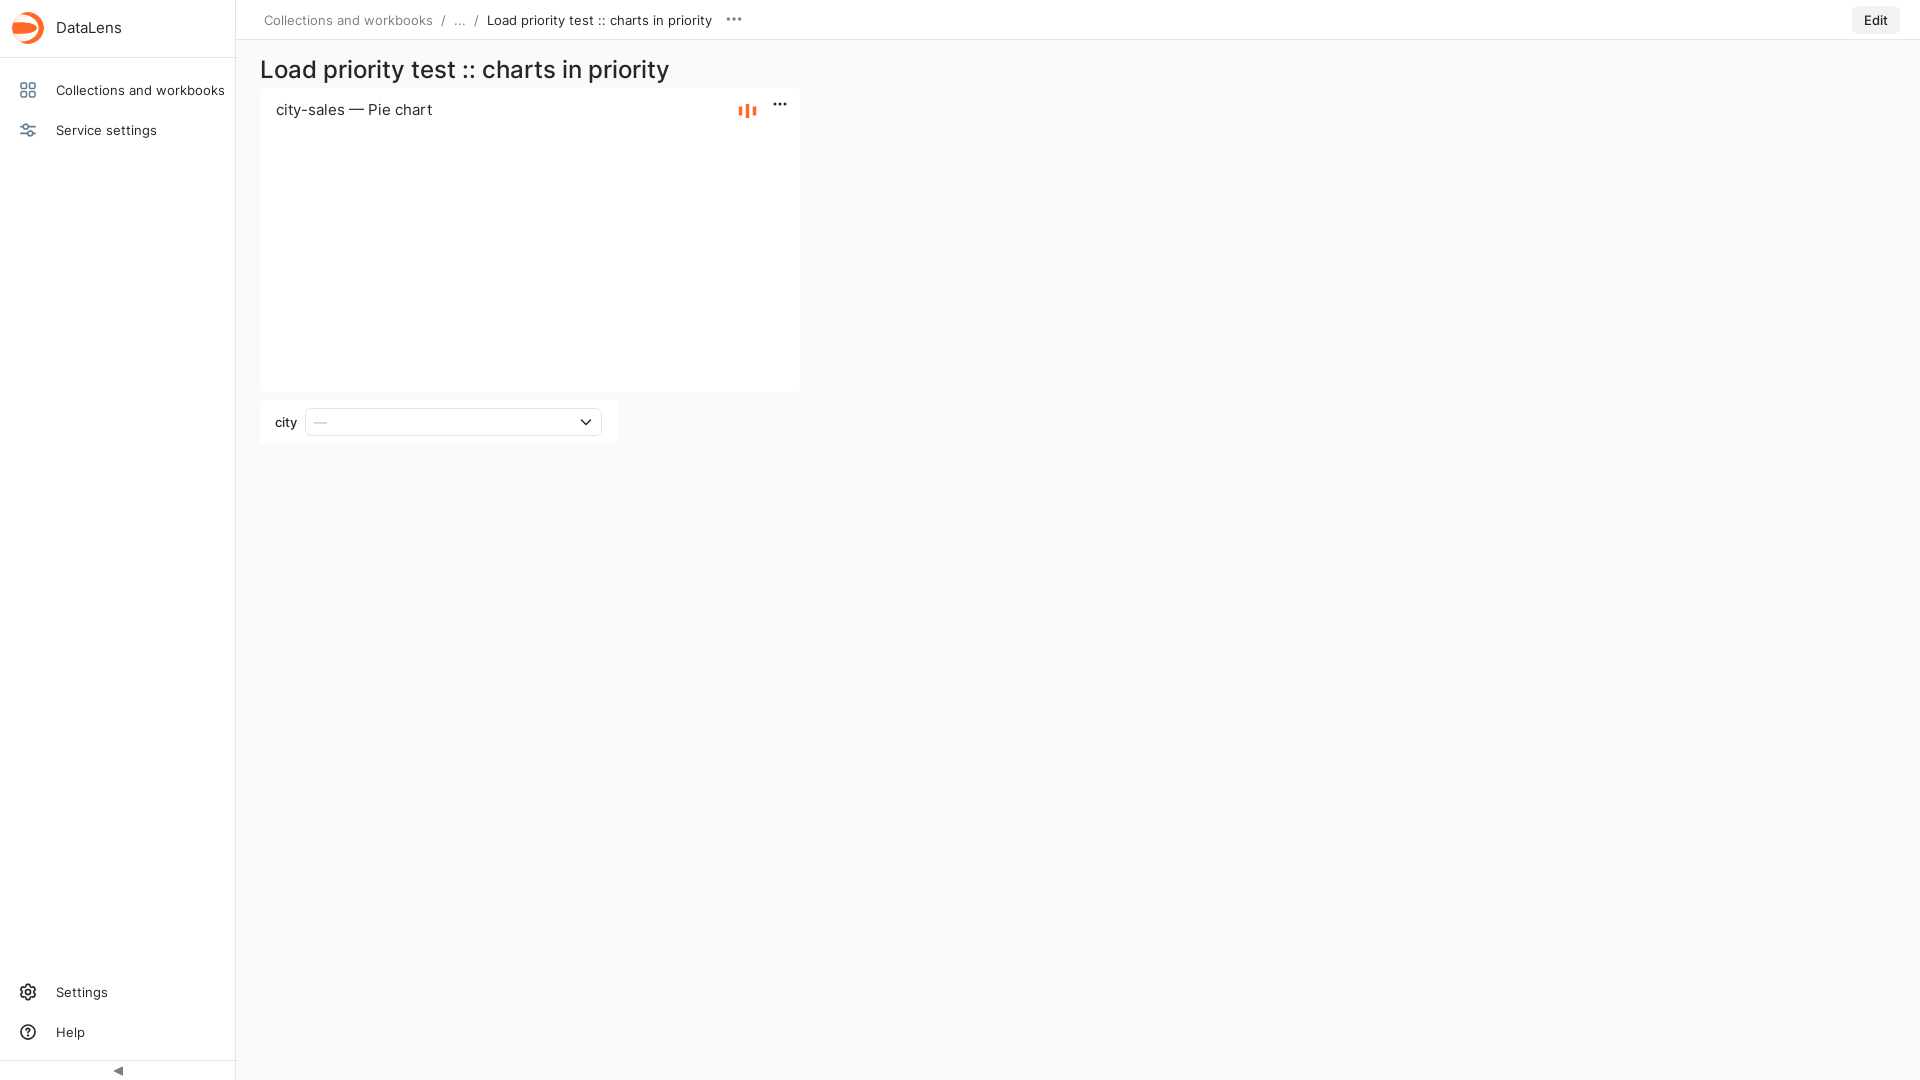 DataLens
Collections and workbooks / ... / Load priority test :: charts in priority
Edit
Collections and workbooks
Service settings
Load priority test :: charts in priority
city-sales — Pie chart
city —
Settings
Help